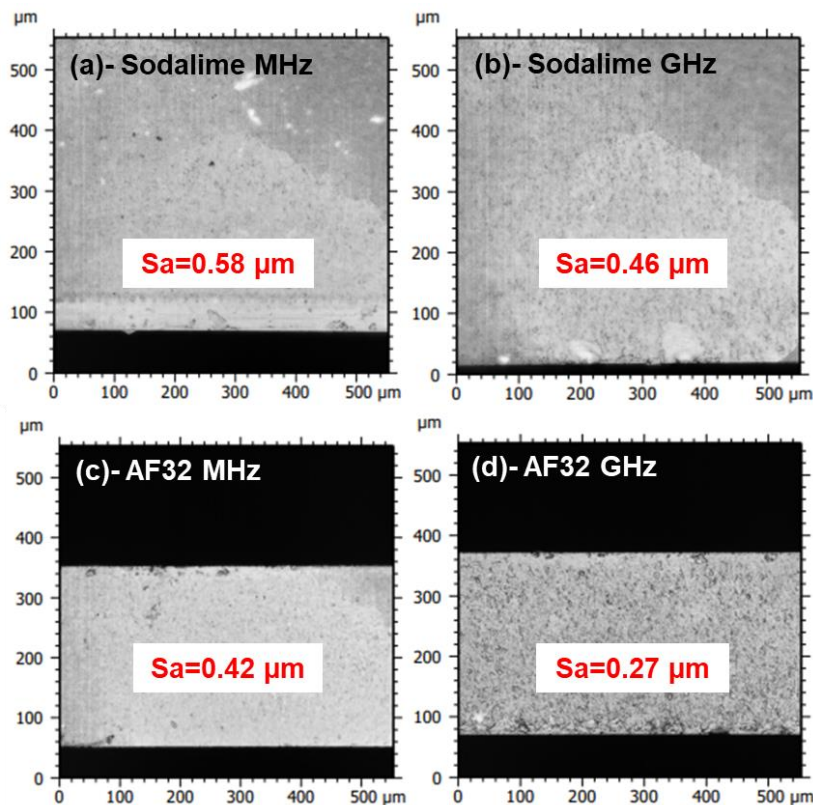 µm
(a)- Sodalime MHz
500
400
300
200
100
0
Sa=0.58 µm
0 100 200 300 400 500 µm
µm
(b)- Sodalime GHz
500
400
300
200
100
0
Sa=0.46 µm
0 100 200 300 400 500 µm
µm
(c)- AF32 MHz
500
400
300
200
100
0
Sa=0.42 µm
0 100 200 300 400 500 µm
µm
(d)- AF32 GHz
500
400
300
200
100
0
Sa=0.27 µm
0 100 200 300 400 500 µm